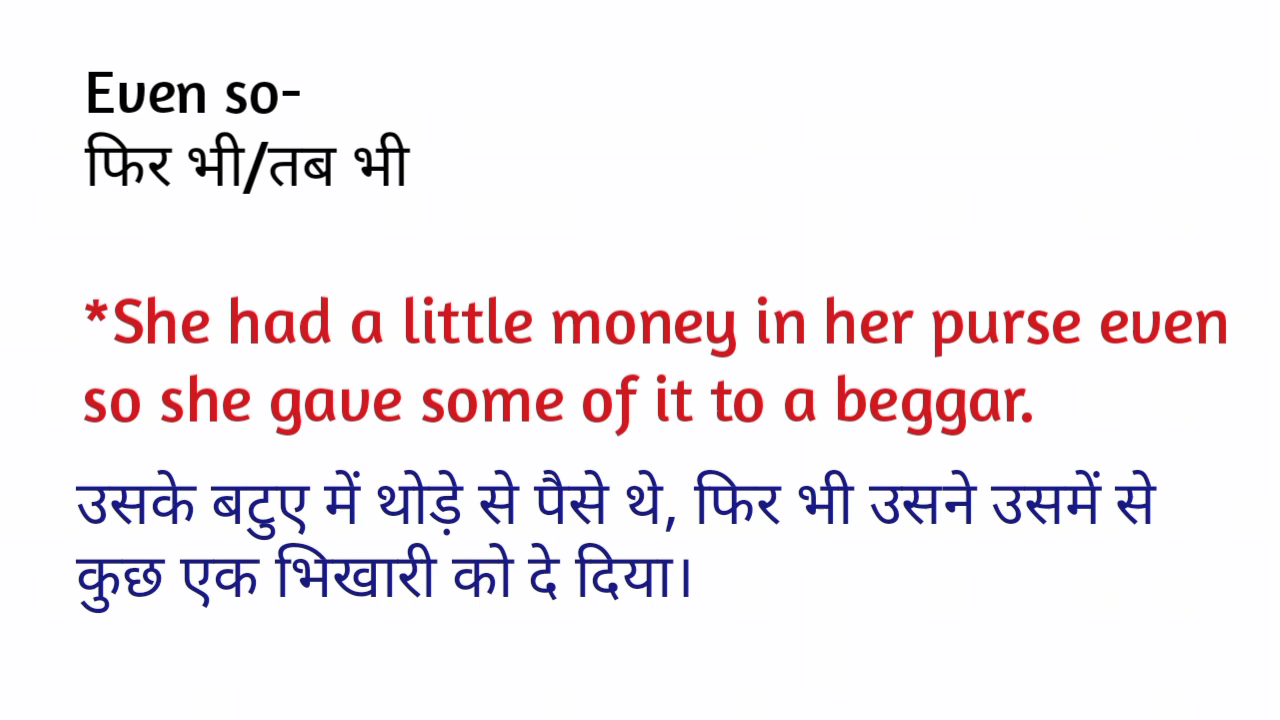 Even so-
फिर भी/तब भी
*She had a little money in her purse even
so she gave some of it to a beggar.
उसके बटुए में थोड़े से पैसे थे, फिर भी उसने उसमें से
कुछ एक भिखारी को दे दिया।